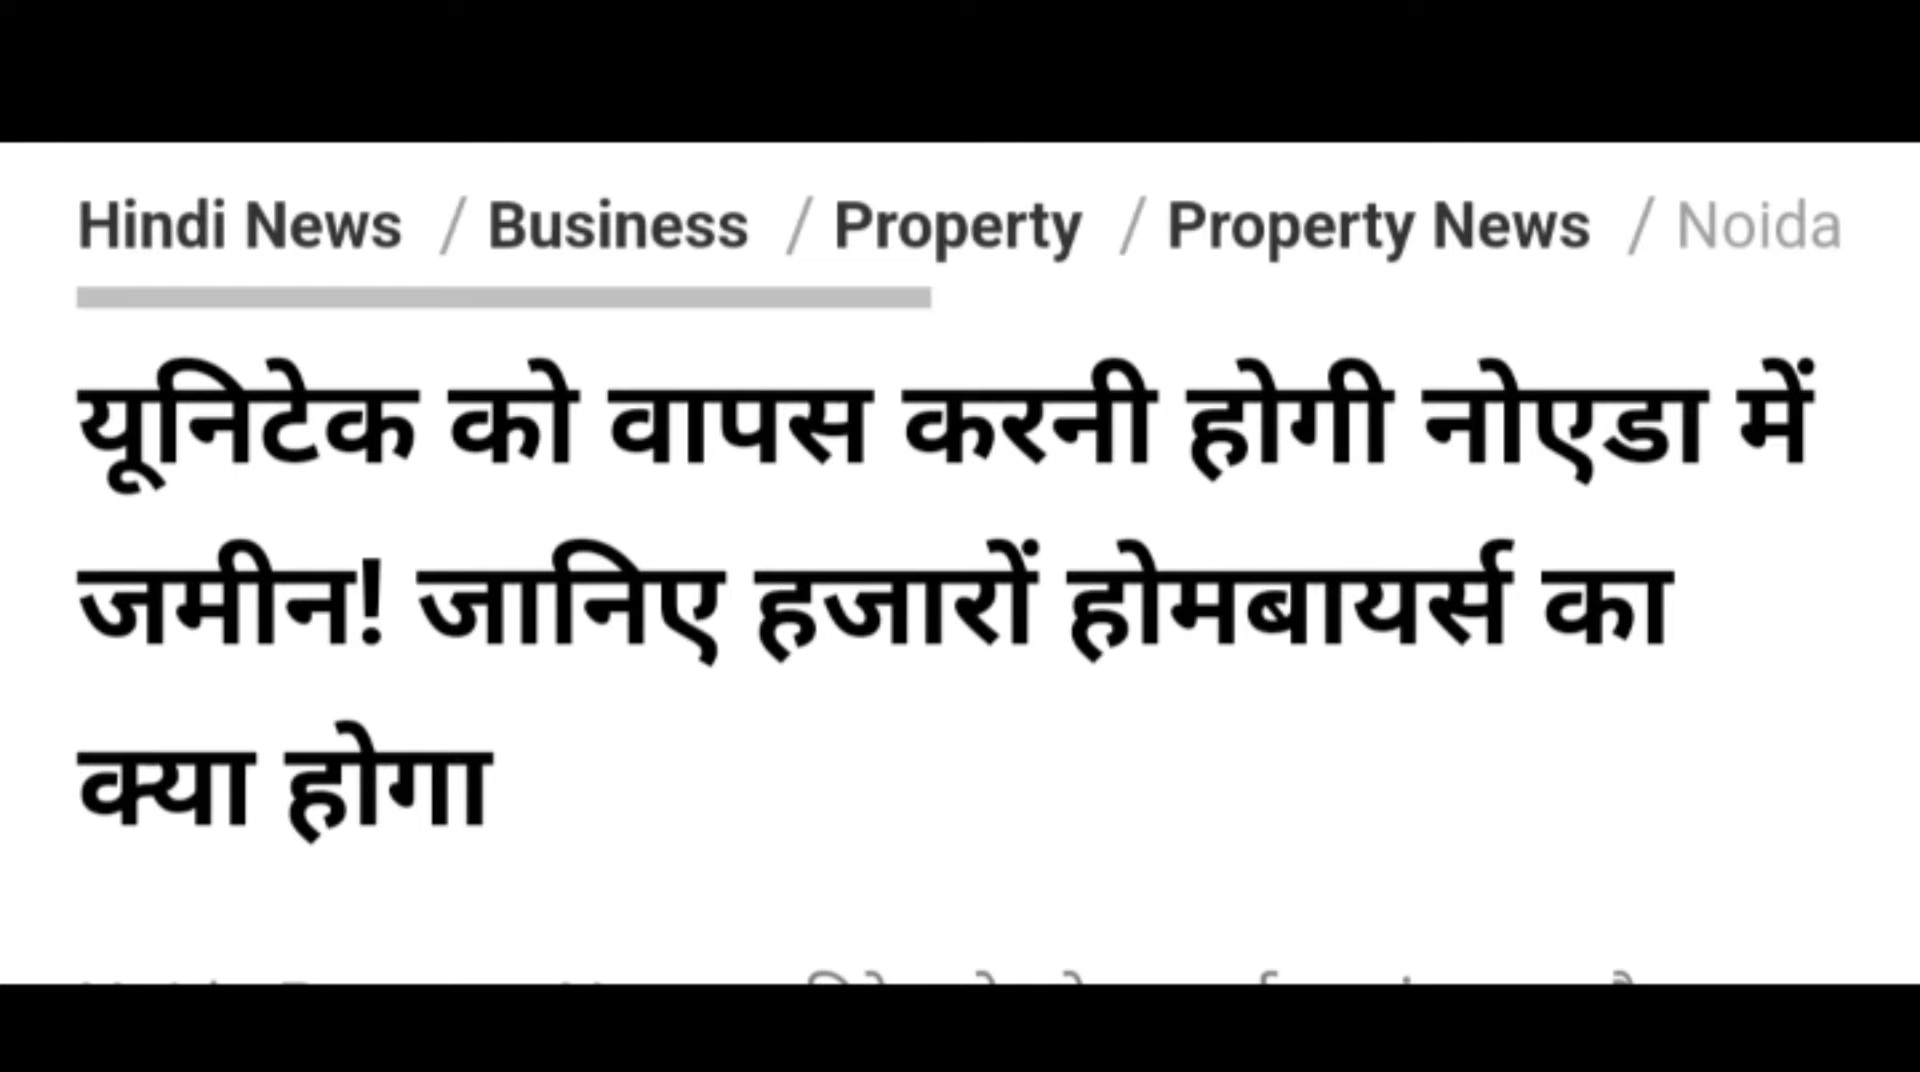 Hindi News / Business / Property / Property News / Noida
यूनिटेक को वापस करनी होगी नोएडा में
जमीन! जानिए हजारों होमबायर्स का
क्या होगा